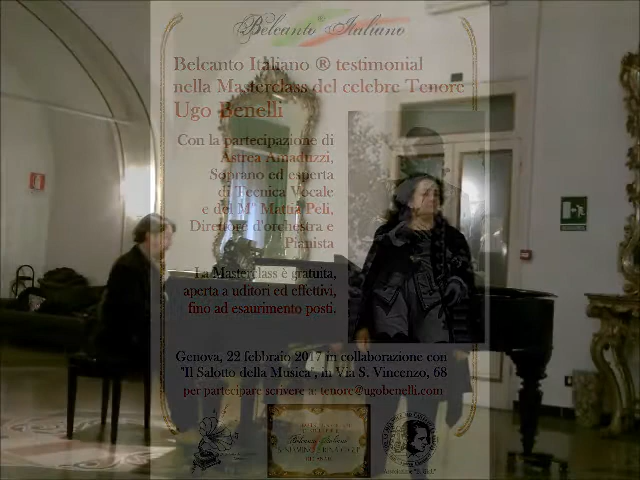 Belcanto® Italiano
Belcanto Italiano ® testimonial
nella Masterclass del celebre Tenore
Ugo Benelli
Con la partecipazione di
Astrea Amaduzzi,
Soprano ed esperta
di Tecnica Vocale
e del M° Mattia Peli,
Direttore d'orchestra e
Pianista
La Masterclass è gratuita,
aperta a uditori ed effettivi,
fino ad esaurimento posti.
Genova, 22 febbraio 2017 in collaborazione con
"Il Salotto della Musica", in Via S. Vincenzo, 68
per partecipare scrivere a: tenore@ugobenelli.com
Belcanto Italiano